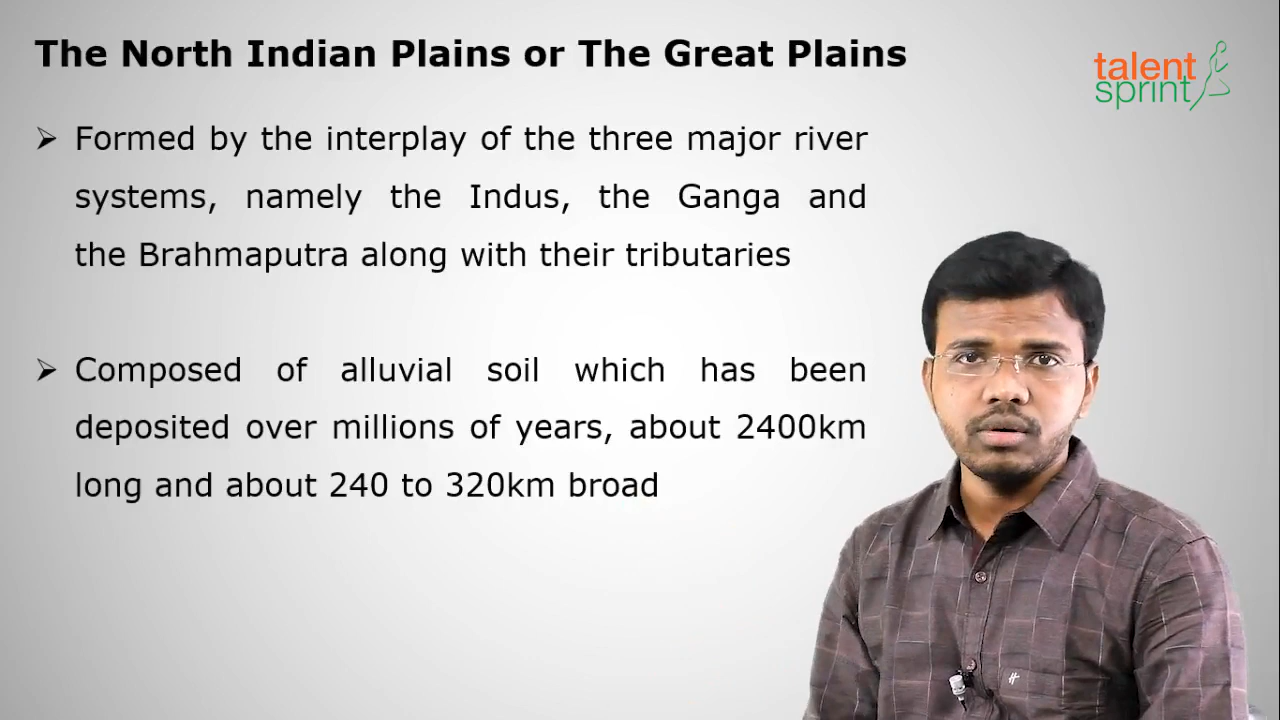 The North Indian Plains or The Great Plains
talent
sprint
➢ Formed by the interplay of the three major river
systems, namely the Indus, the Ganga and
the Brahmaputra along with their tributaries
➢ Composed of alluvial soil which has been
deposited over millions of years, about 2400km
long and about 240 to 320km broad